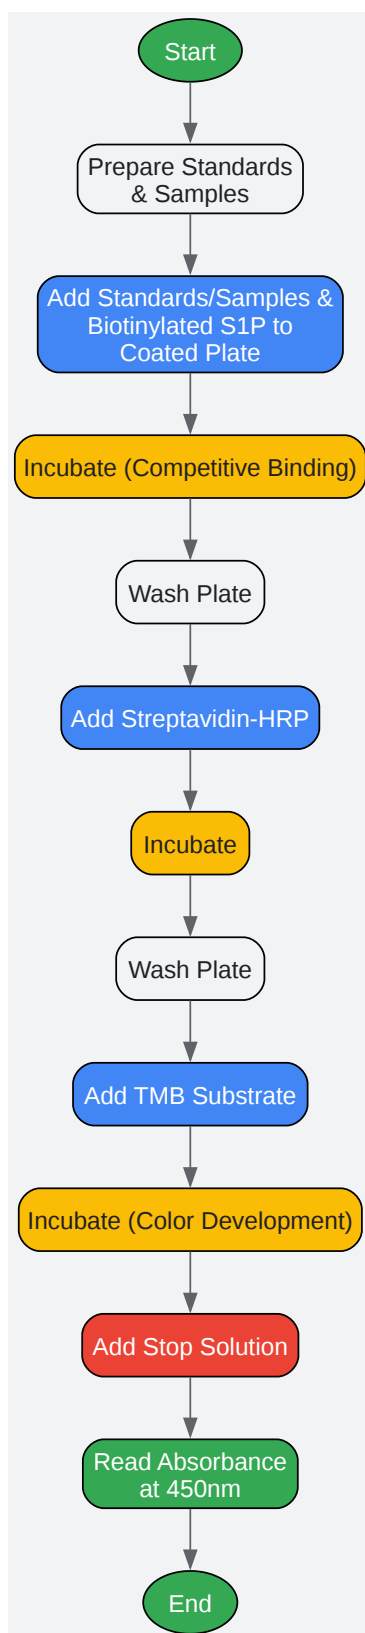 Start
Prepare Standards
& Samples
Add Standards/Samples &
Biotinylated S1P to
Coated Plate
Incubate (Competitive Binding)
Wash Plate
Add Streptavidin-HRP
Incubate
Wash Plate
Add TMB Substrate
Incubate (Color Development)
Add Stop Solution
Read Absorbance
at 450nm
End